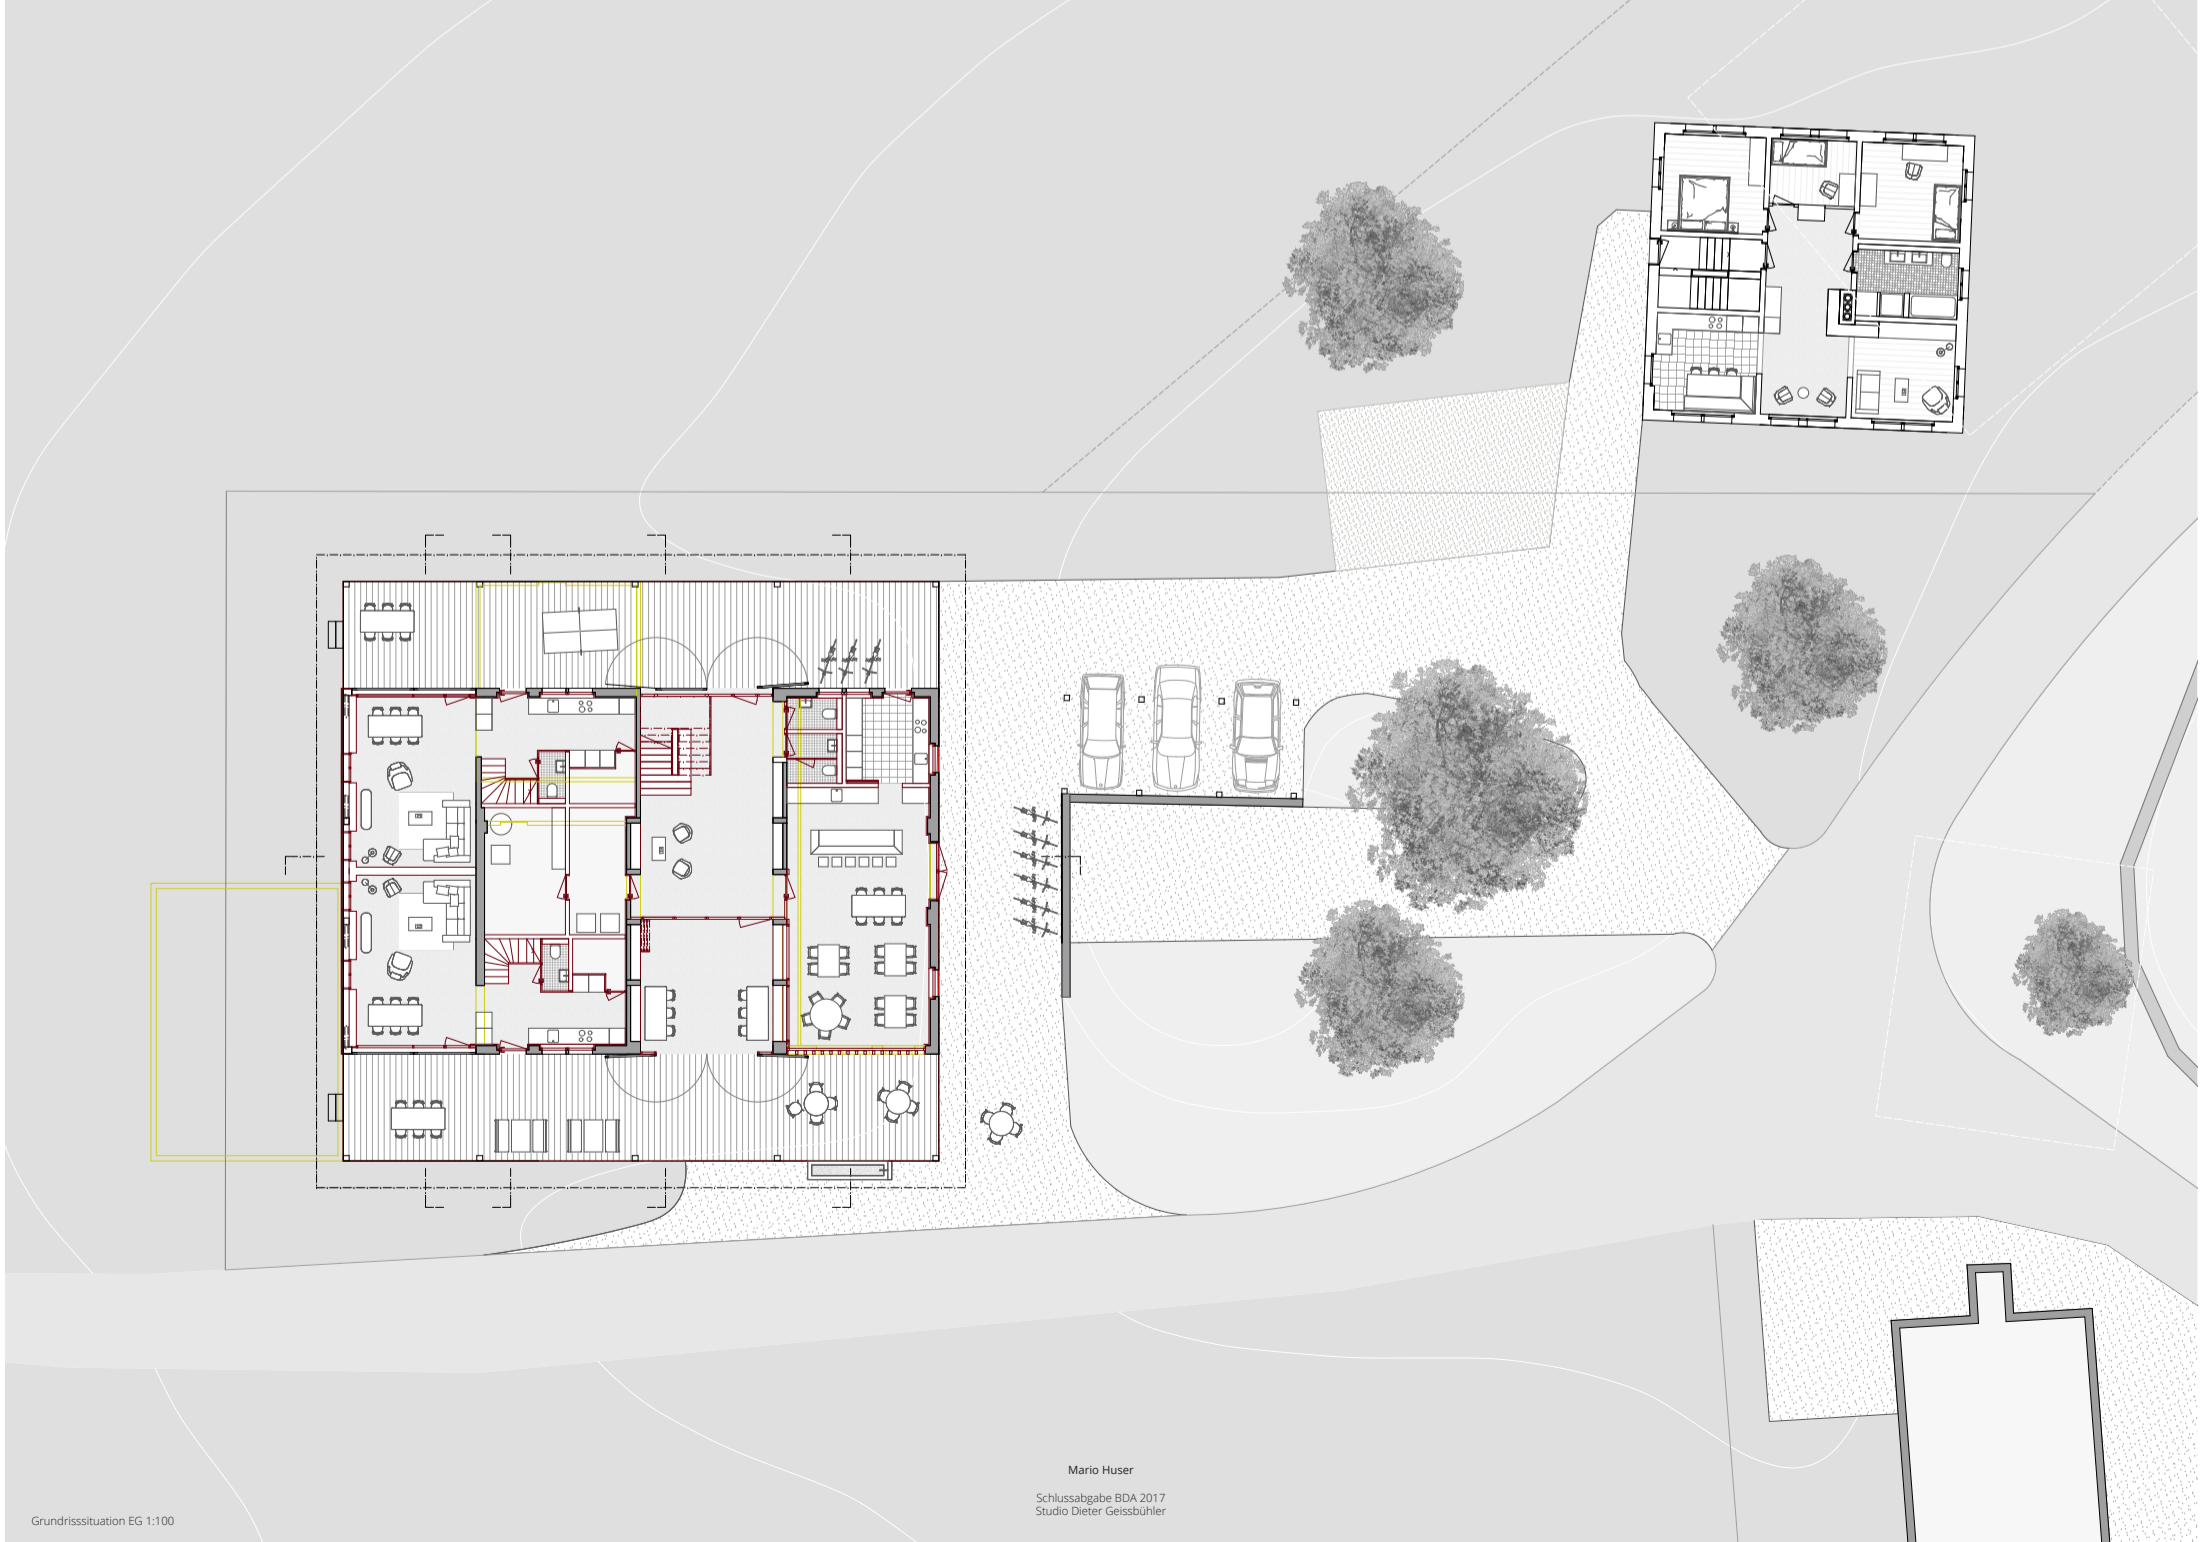 Mario Huser
Schlussabgabe BDA 2017
Studio Dieter Geissbühler
Grundrisssituation EG 1:100